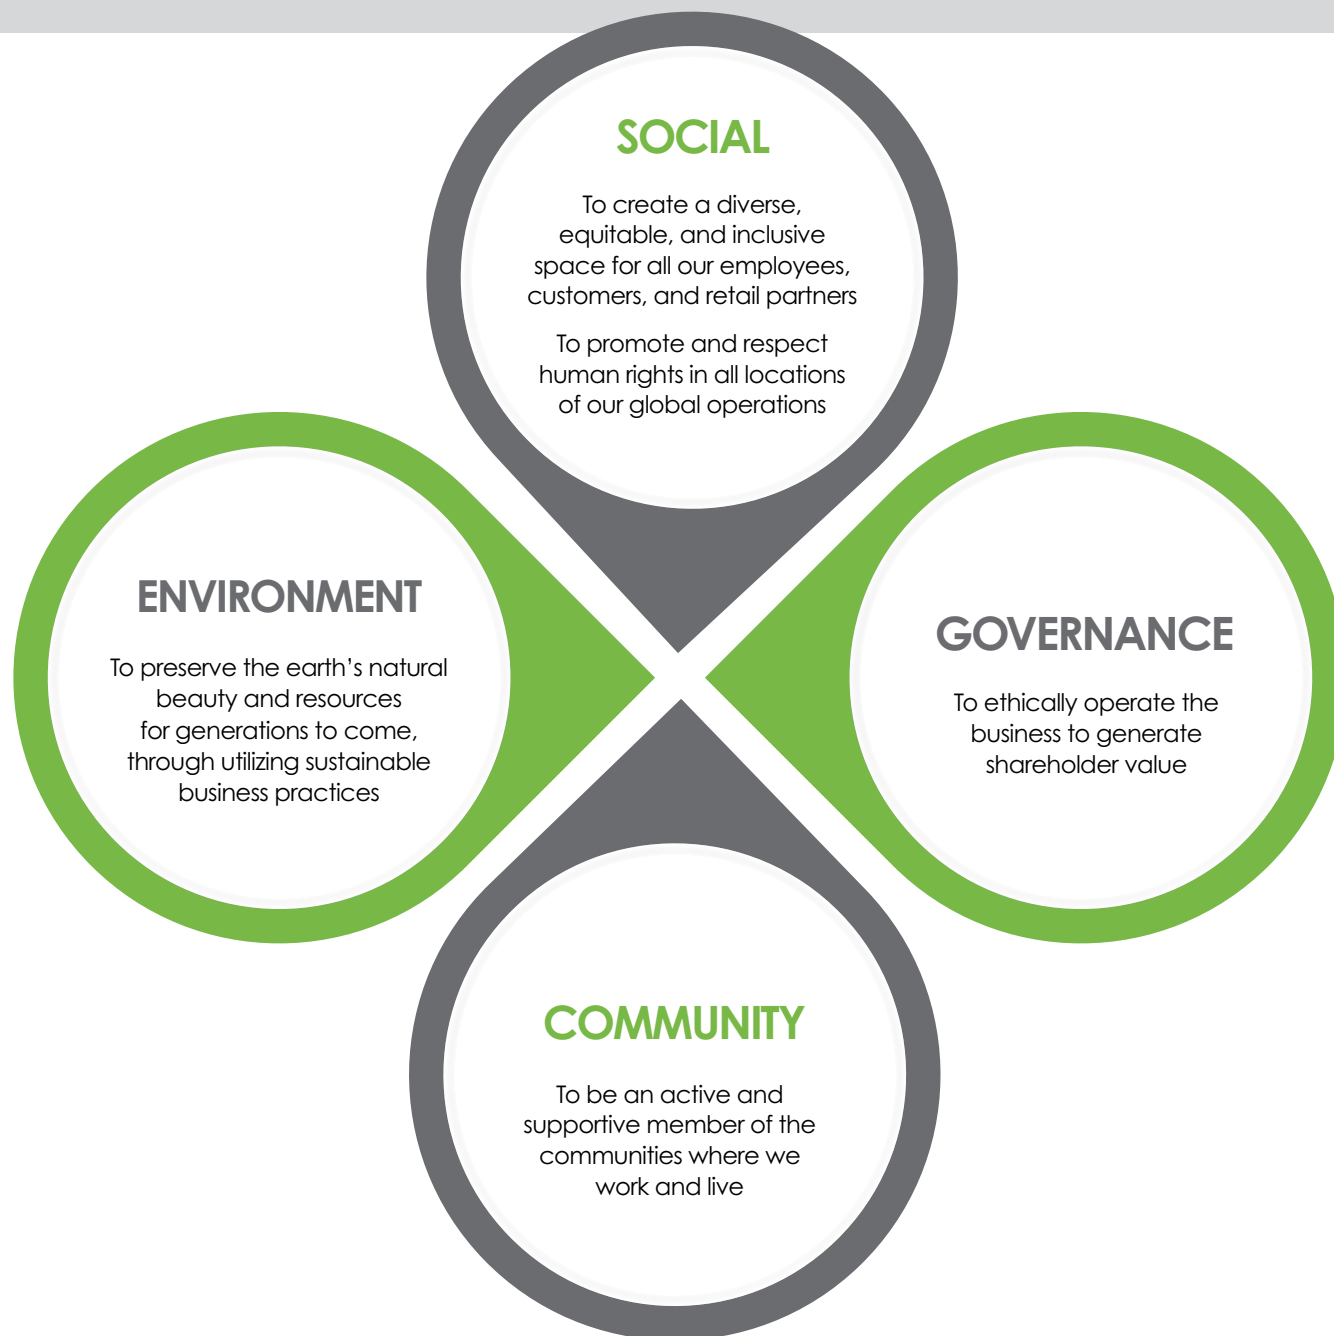 SOCIAL
To create a diverse,
equitable, and inclusive
space for all our employees,
customers, and retail partners
To promote and respect
human rights in all locations
of our global operations
ENVIRONMENT
To preserve the earth’s natural
beauty and resources
for generations to come,
through utilizing sustainable
business practices
GOVERNANCE
To ethically operate the
business to generate
shareholder value
COMMUNITY
To be an active and
supportive member of the
communities where we
work and live